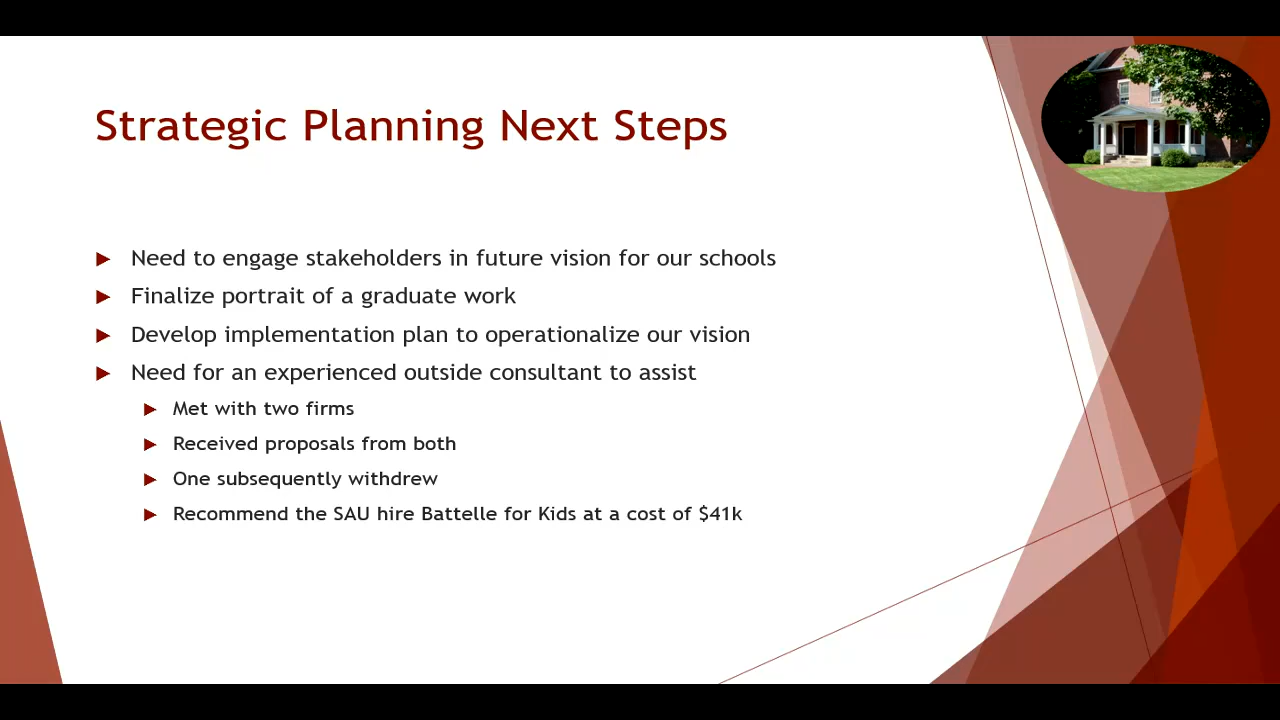 Strategic Planning Next Steps
Need to engage stakeholders in future vision for our schools
Finalize portrait of a graduate work
Develop implementation plan to operationalize our vision
Need for an experienced outside consultant to assist
Met with two firms
Received proposals from both
One subsequently withdrew
Recommend the SAU hire Battelle for Kids at a cost of $41k